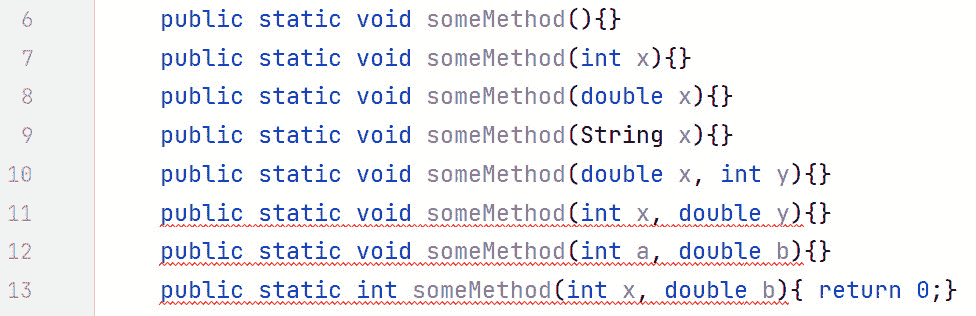 6 public static void someMethod(){}
7 public static void someMethod(int x){}
8 public static void someMethod(double x){}
9 public static void someMethod(String x){}
10 public static void someMethod(double x, int y){}
11 public static void someMethod(int x, double y){}
12 public static void someMethod(int a, double b){}
13 public static int someMethod(int x, double b){ return 0;}